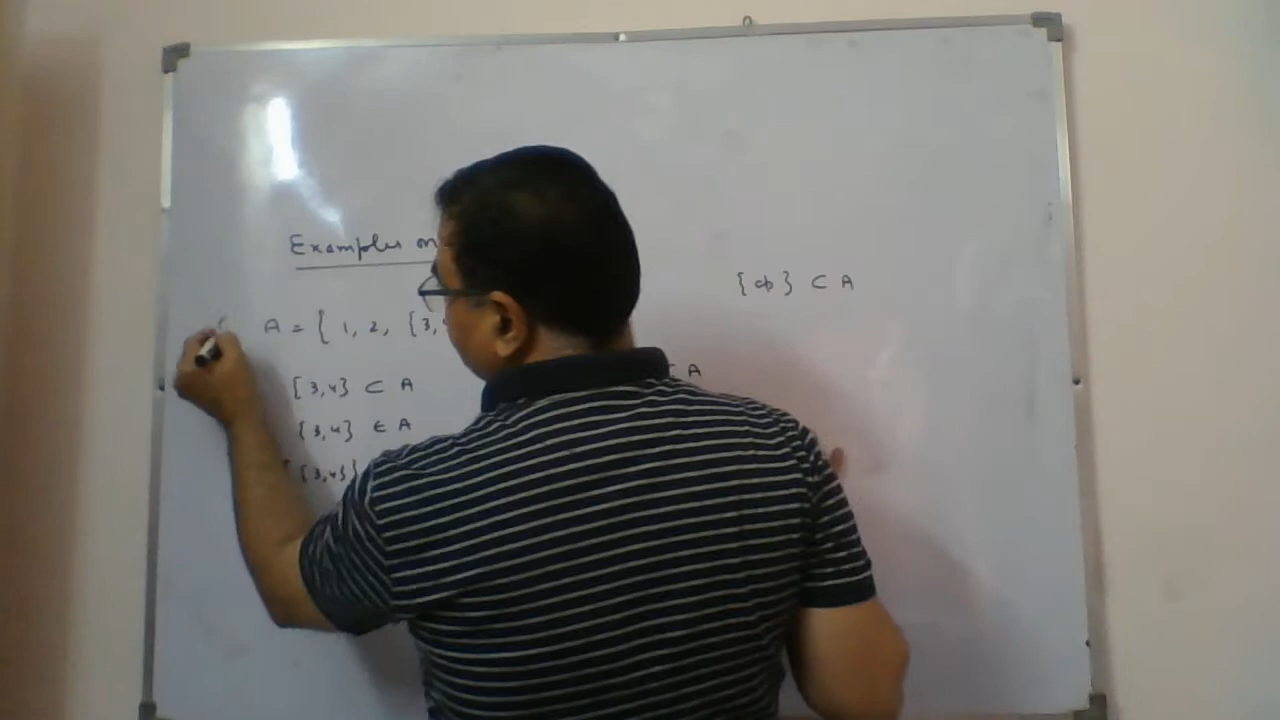 Examples on
{φ} ⊂ A
A = { 1, 2, {3,
{3,4} ⊂ A
A
{3,4} ∈ A
{{3,4}